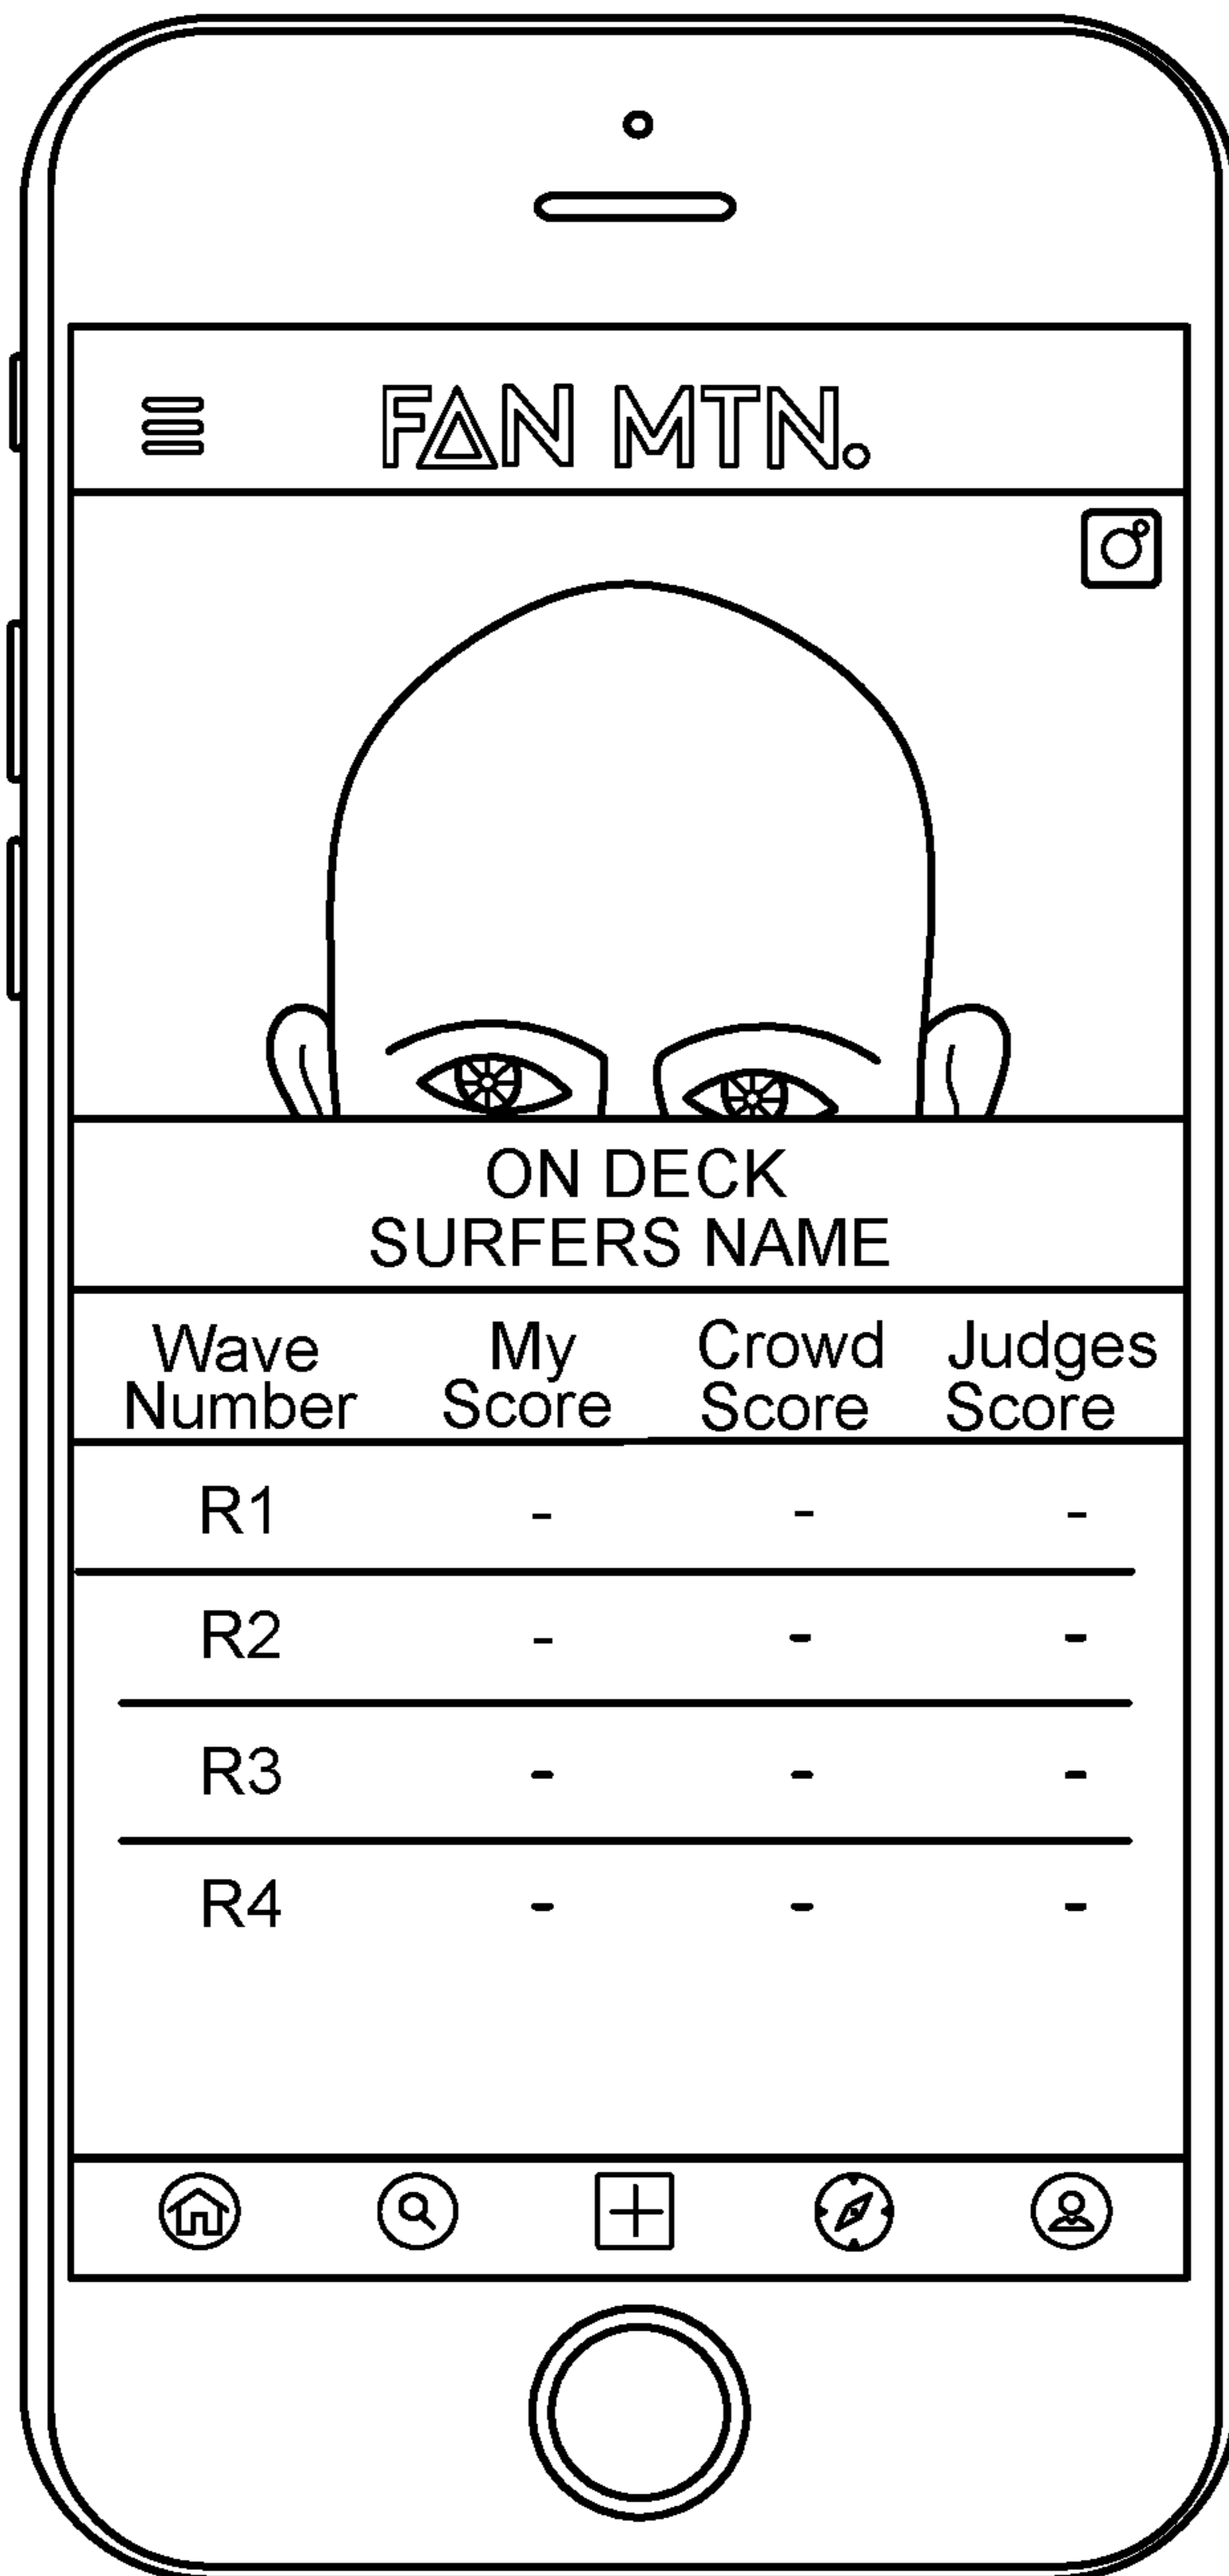 FAN MTN.
ON DECK
SURFERS NAME
Wave Number My Score Crowd Score Judges Score
R1 - - -
R2 - - -
R3 - - -
R4 - - -